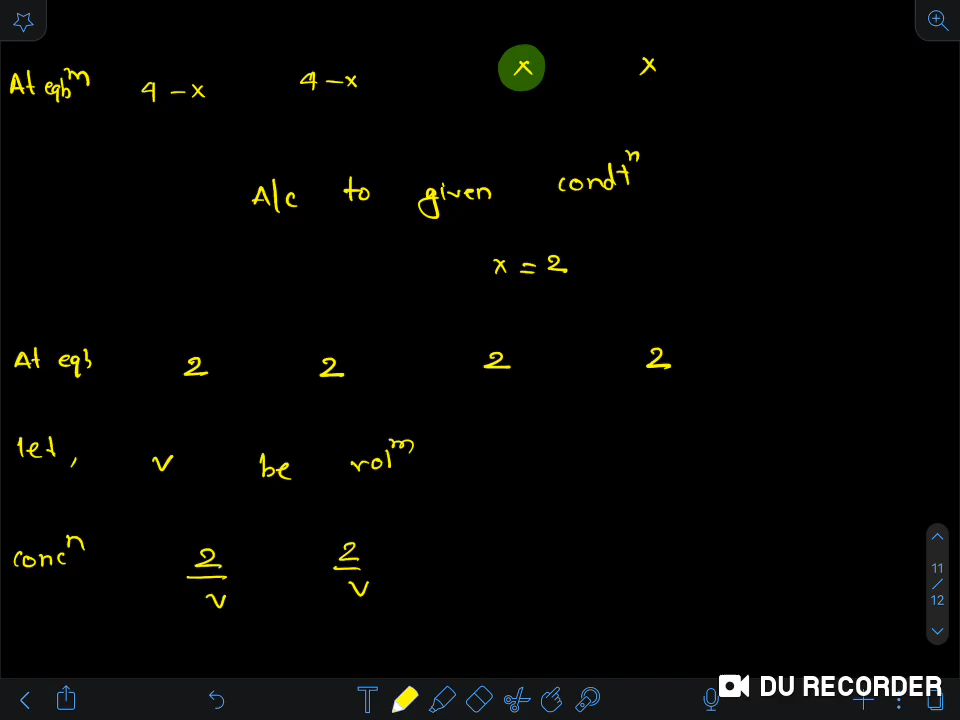 At eqbᵐ 4-x 4-x x x
A/c to given condtⁿ
x = 2
At eqb 2 2 2 2
let, v be volᵐ
concⁿ 2/v 2/v
11
/
12
T
DU RECORDER